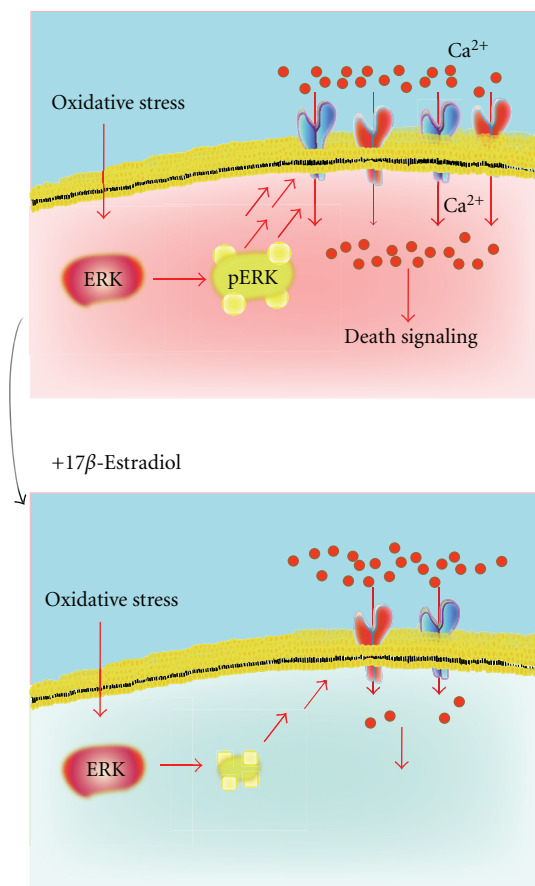 Ca²⁺
Oxidative stress
Ca²⁺
ERK
pERK
Death signaling
+17β-Estradiol
Oxidative stress
ERK